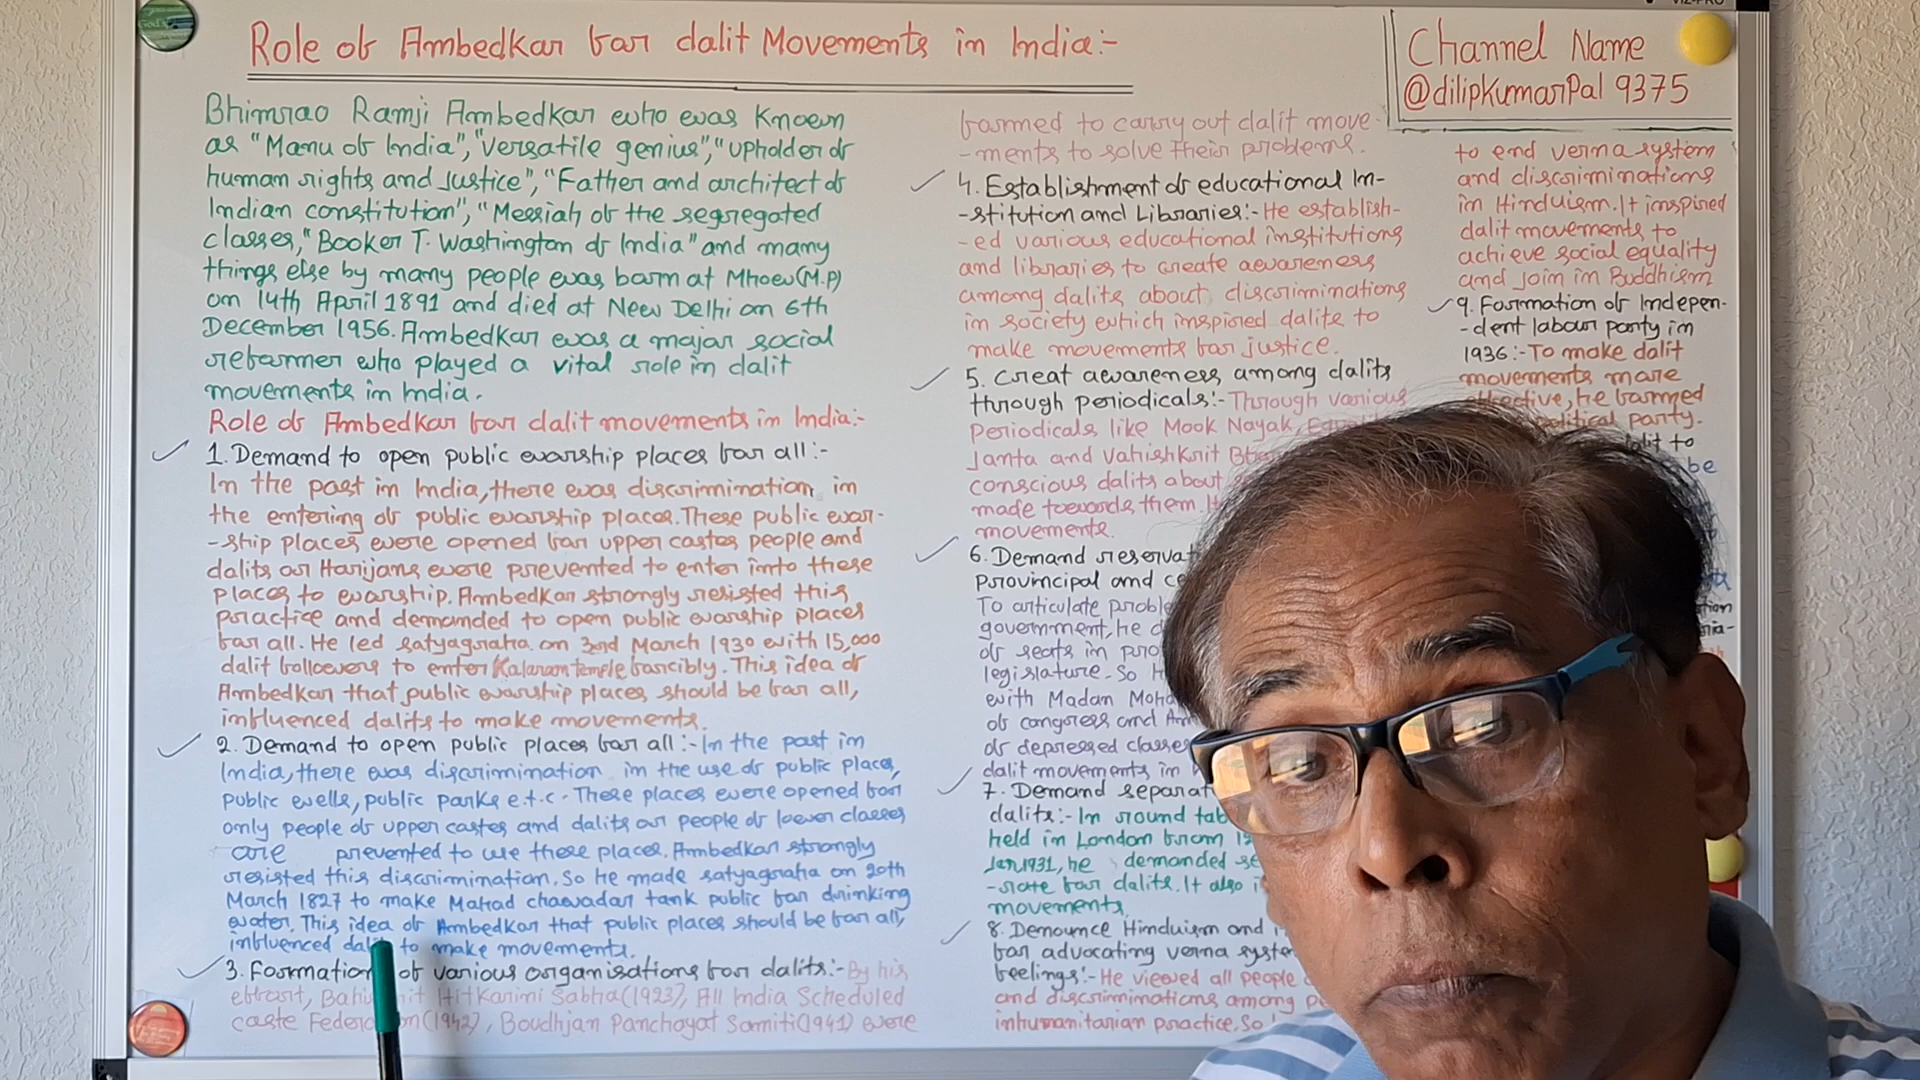 Role of Ambedkar for dalit Movements in India:-
Channel Name
@dilipkumarPal 9375
Bhimrao Ramji Ambedkar who was known
as "Manu of India", "versatile genius", "upholder of
human rights and justice", "Father and architect of
Indian constitution", "Messiah of the segregated
classes," "Booker T. Washington of India" and many
things else by many people was born at Mhow (M.P)
on 14th April 1891 and died at New Delhi on 6th
December 1956. Ambedkar was a major social
reformer who played a vital role in dalit
movements in India.
Role of Ambedkar for dalit movements in India:-
1. Demand to open public worship places for all:-
In the past in India, there was discrimination in
the entering of public worship places. These public wor-
-ship places were opened for upper castes people and
dalits or Harijans were prevented to enter into these
places to worship. Ambedkar strongly resisted this
practice and demanded to open public worship places
for all. He led satyagraha on 2nd March 1930 with 15,000
dalit followers to enter Kalaram temple forcibly. This idea of
Ambedkar that public worship places should be for all,
influenced dalits to make movements.
2. Demand to open public places for all:- In the past in
India, there was discrimination in the use of public places,
public wells, public parks e.t.c. These places were opened for
only people of upper castes and dalits or people of lower classes
are prevented to use these places. Ambedkar strongly
resisted this discrimination. So he made satyagraha on 20th
March 1827 to make Mahad chawadar tank public for drinking
water. This idea of Ambedkar that public places should be for all,
influenced to make movements.
3. Formation of various organisations for dalits:- By his
effort, Hitkarini Sabha (1923), All India Scheduled
caste (1942), Boudhjan Panchayat Samiti (1941) were
formed to carry out dalit move-
-ments to solve their problems.
4. Establishment of educational In-
-stitution and Libraries:- He establish-
-ed various educational institutions
and libraries to create awareness
among dalits about discriminations
in society which inspired dalits to
make movements for justice.
5. Creat awareness among dalits
through periodicals:- Through various
Periodicals like Mook Nayak,
Janta and Vahishkrit
conscious dalits about
made towards them. It
movements.
6. Demand
Provincipal and
To articulate
government, he
of seats in
legislature. So
with Madan
of congress and
of depressed classes
dalit movements in
7. Demand
dalits:- In round
held in London from
Jan 1931, he demanded
-rate for dalits. It also
movements.
8. Denounce Hinduism and
for advocating verna
feelings:- He viewed all people
and discriminations among
inhumanitarian practice. So
to end verna system
and discriminations
in Hinduism. It inspired
dalit movements to
achieve social equality
and join in Buddhism
9. Formation of Indepen-
-dent labour party in
1936:- To make dalit
movements more
he formed
party.
to
be